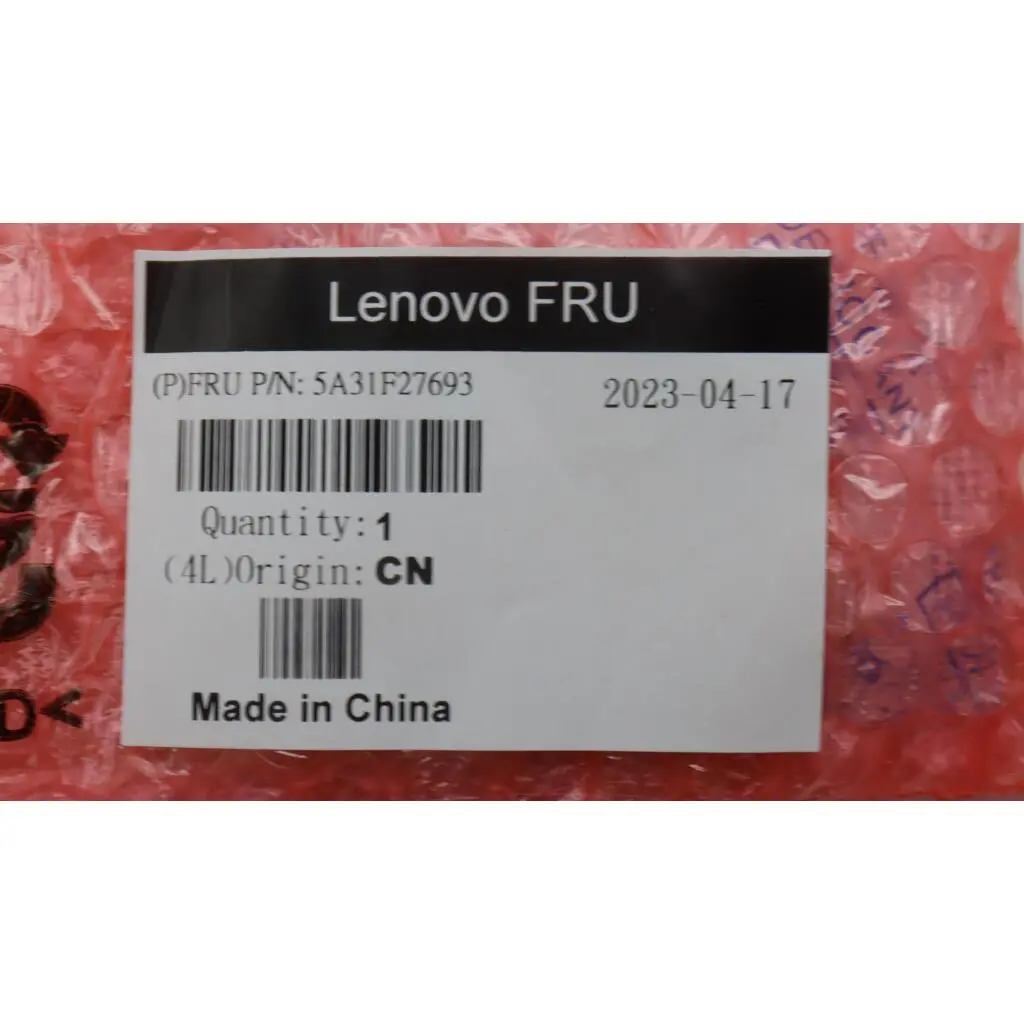 Lenovo FRU
(P)FRU P/N: 5A31F27693
2023-04-17
Quantity: 1
(4L)Origin: CN
Made in China
D<